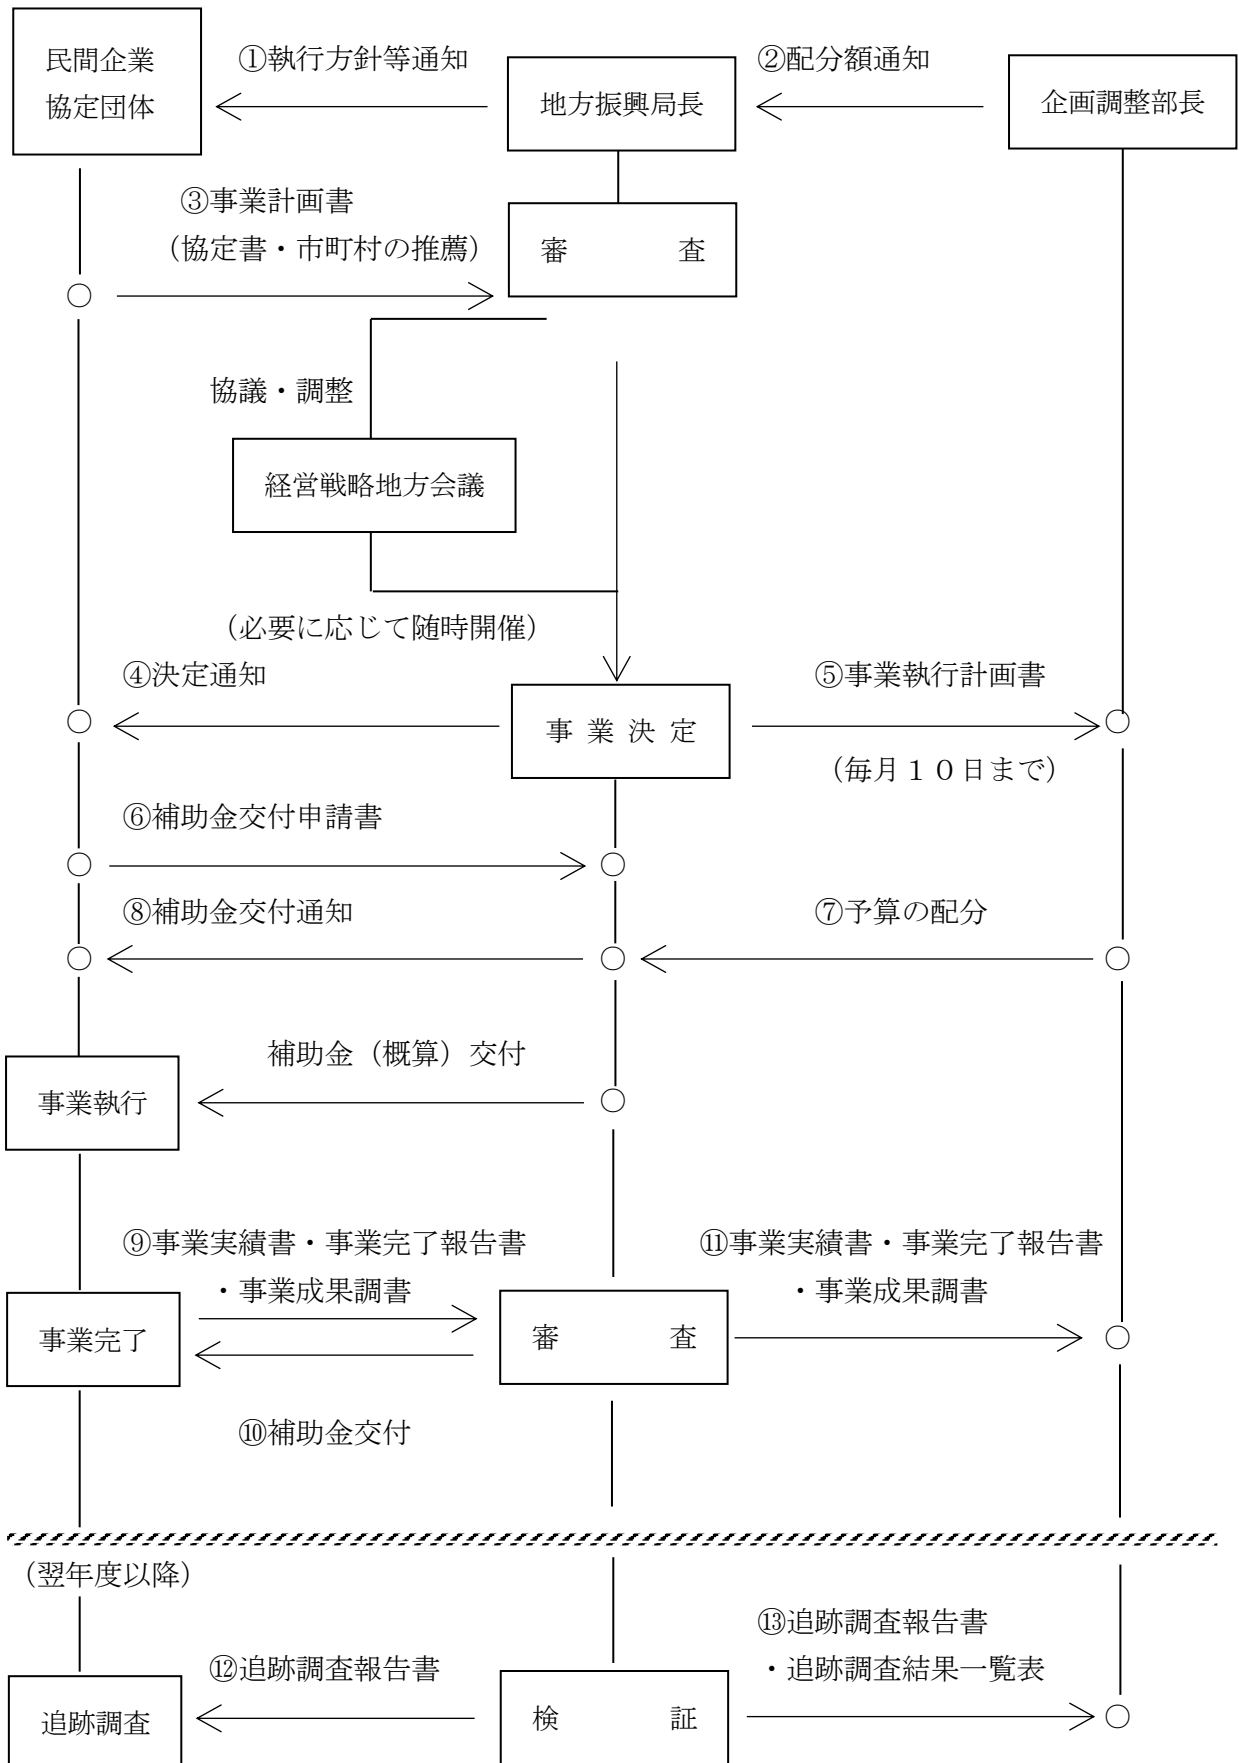 民間企業
協定団体
①執行方針等通知
地方振興局長
②配分額通知
企画調整部長
③事業計画書
（協定書・市町村の推薦）
審　　　査
協議・調整
経営戦略地方会議
（必要に応じて随時開催）
④決定通知
事 業 決 定
⑤事業執行計画書
（毎月１０日まで）
⑥補助金交付申請書
⑧補助金交付通知
⑦予算の配分
補助金（概算）交付
事業執行
⑨事業実績書・事業完了報告書
・事業成果調書
⑪事業実績書・事業完了報告書
・事業成果調書
事業完了
審　　　査
⑩補助金交付
（翌年度以降）
⑬追跡調査報告書
・追跡調査結果一覧表
⑫追跡調査報告書
追跡調査
検　　　証